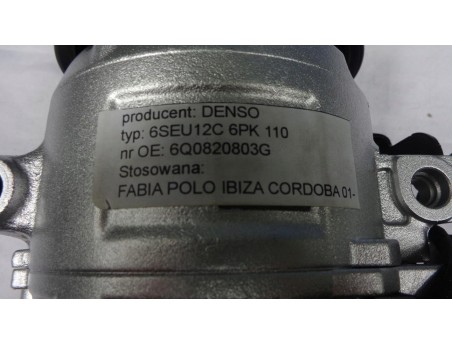 producent: DENSO
typ: 6SEU12C 6PK 110
nr OE: 6Q0820803G
Stosowana:
FABIA POLO IBIZA CORDOBA 01-